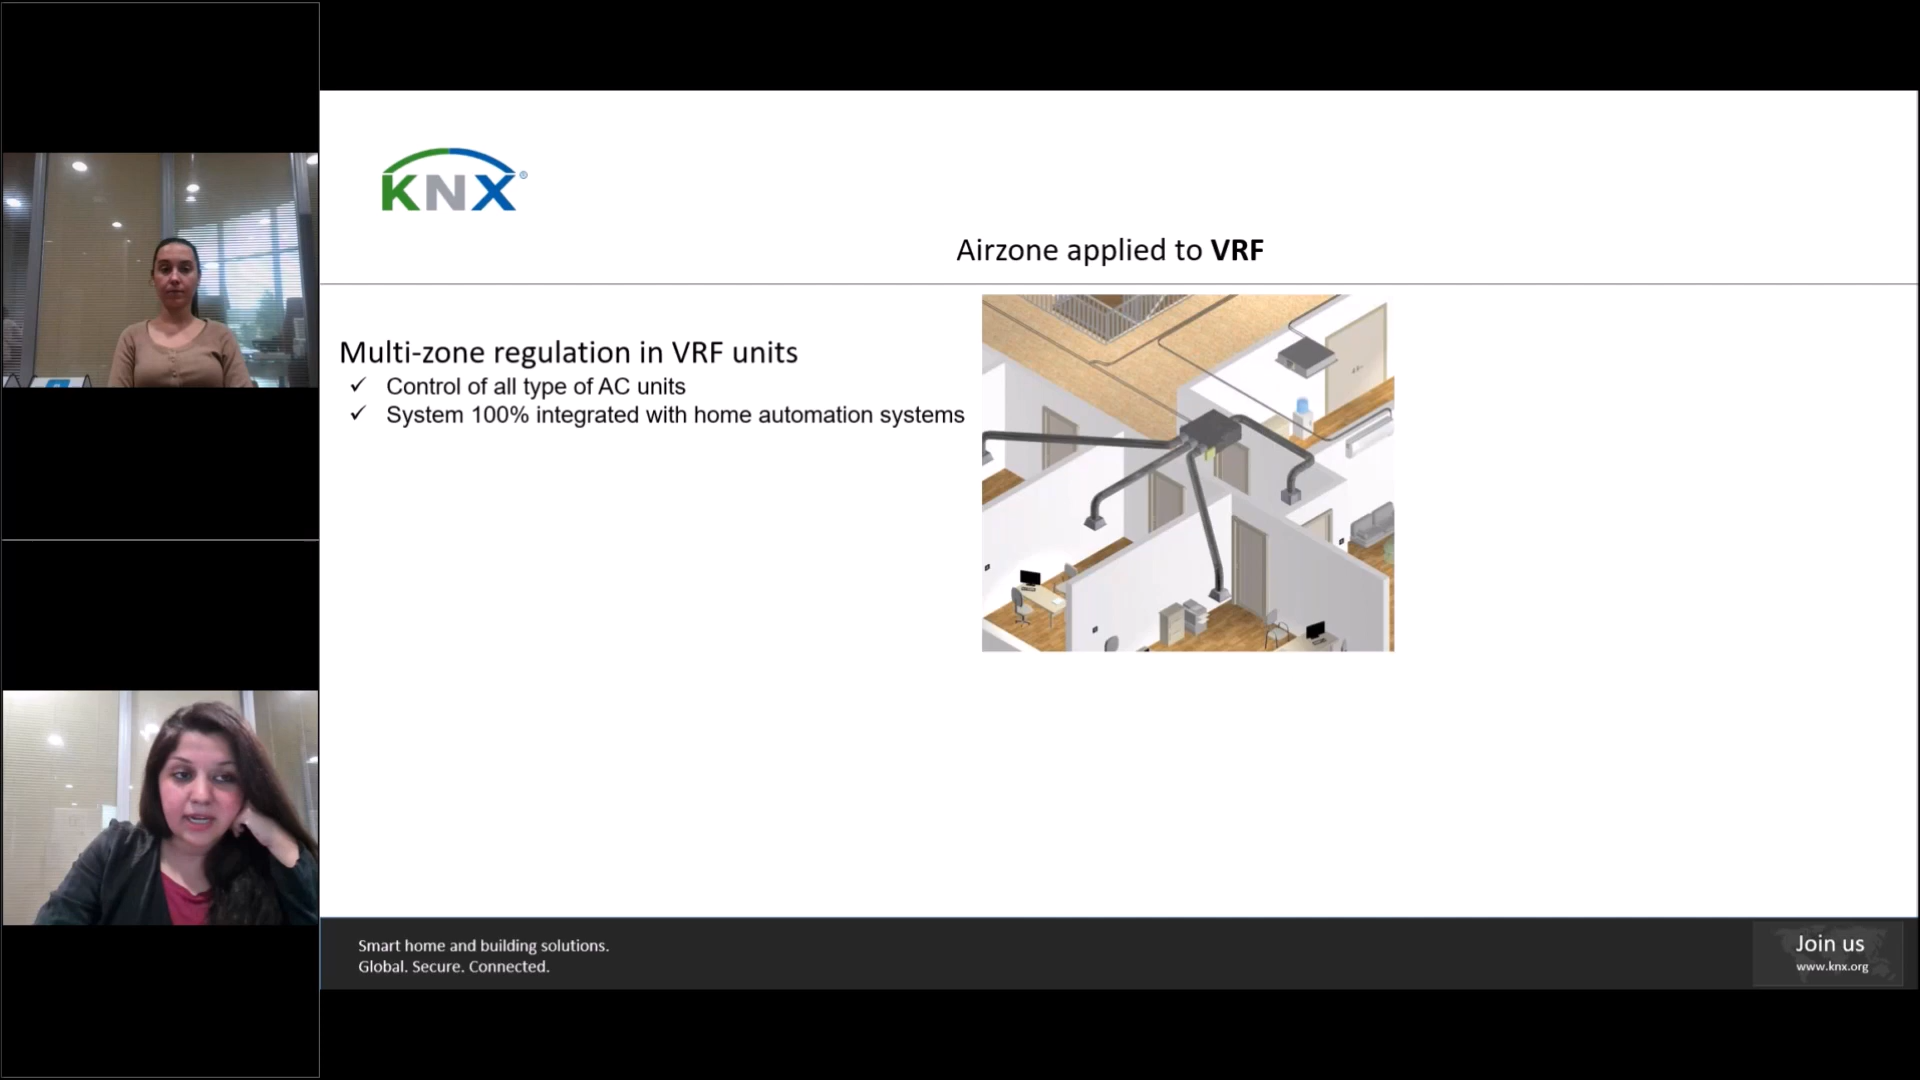 KNX®
Airzone applied to VRF
Multi-zone regulation in VRF units
✓ Control of all type of AC units
✓ System 100% integrated with home automation systems
Smart home and building solutions.
Global. Secure. Connected.
Join us
www.knx.org